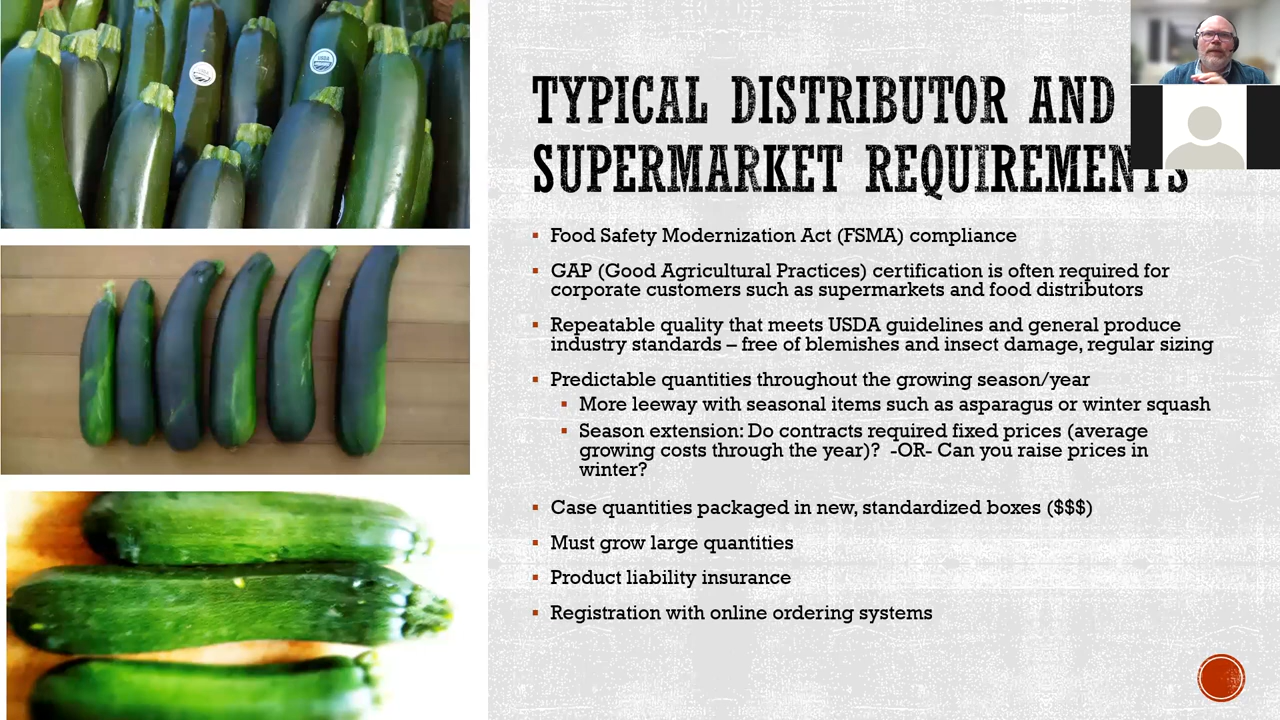 TYPICAL DISTRIBUTOR AND
SUPERMARKET REQUIREMENTS
Food Safety Modernization Act (FSMA) compliance
GAP (Good Agricultural Practices) certification is often required for
corporate customers such as supermarkets and food distributors
Repeatable quality that meets USDA guidelines and general produce
industry standards – free of blemishes and insect damage, regular sizing
Predictable quantities throughout the growing season/year
More leeway with seasonal items such as asparagus or winter squash
Season extension: Do contracts required fixed prices (average
growing costs through the year)? -OR- Can you raise prices in
winter?
Case quantities packaged in new, standardized boxes ($$$)
Must grow large quantities
Product liability insurance
Registration with online ordering systems